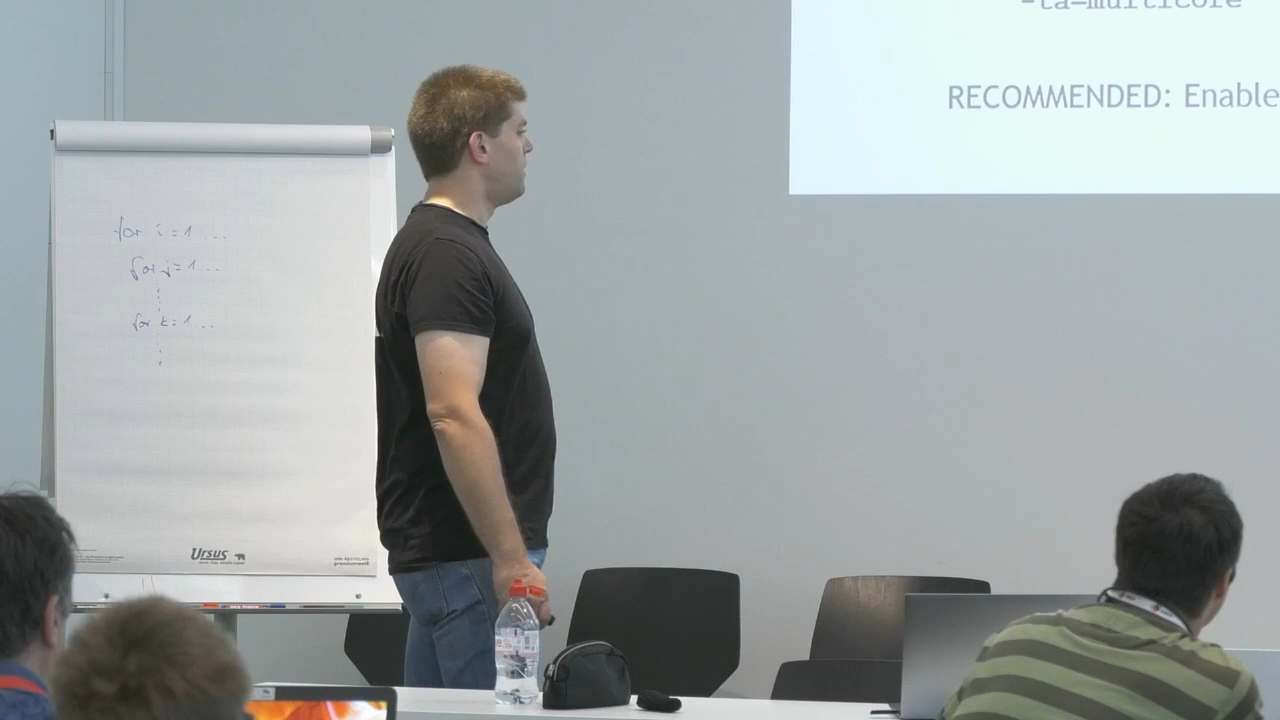 -ta=multicore
RECOMMENDED: Enable
for i=1 ...
for j=1 ...
for k=1 ...
Ursus